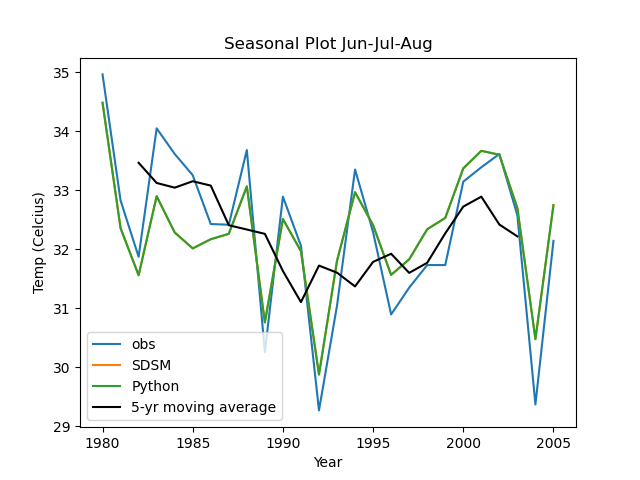 Seasonal Plot Jun-Jul-Aug
Temp (Celcius)
35
34
33
32
31
30
29
obs
SDSM
Python
5-yr moving average
1980 1985 1990 1995 2000 2005
Year